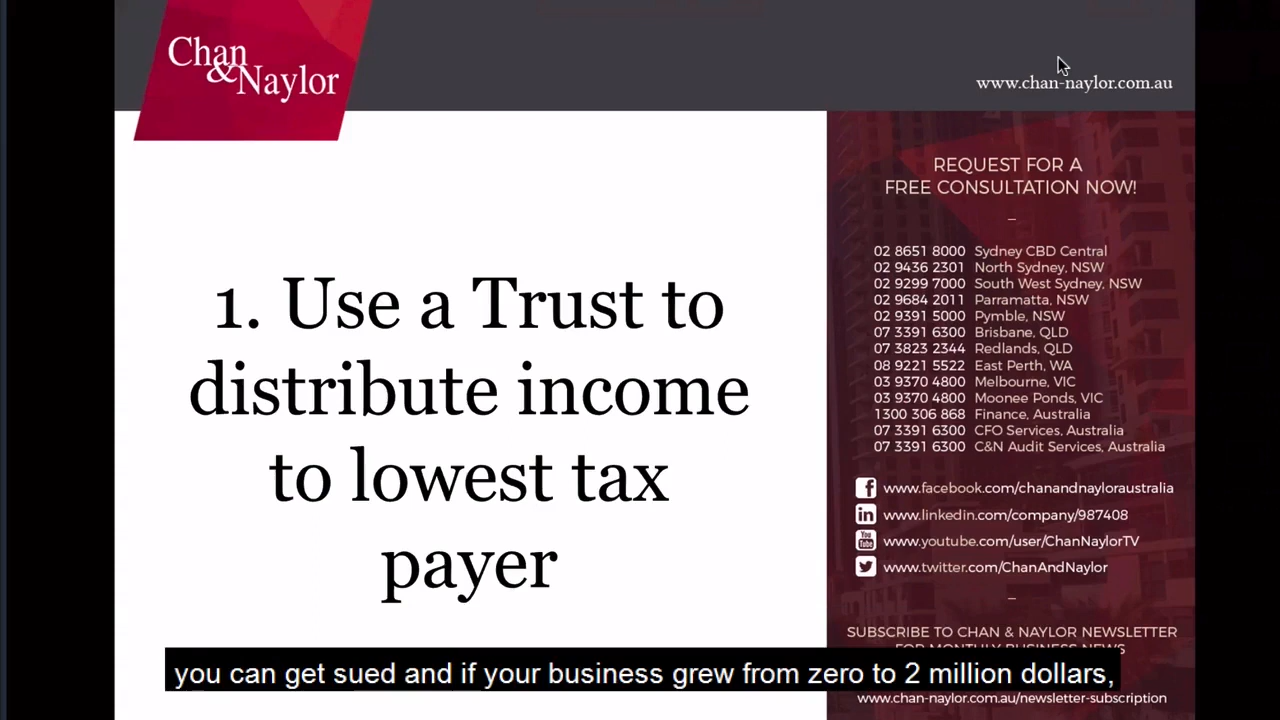 Chan
&Naylor
www.chan-naylor.com.au
1. Use a Trust to
distribute income
to lowest tax
payer
REQUEST FOR A
FREE CONSULTATION NOW!
02 8651 8000 Sydney CBD Central
02 9436 2301 North Sydney, NSW
02 9299 7000 South West Sydney, NSW
02 9684 2011 Parramatta, NSW
02 9391 5000 Pymble, NSW
07 3391 6300 Brisbane, QLD
07 3823 2344 Redlands, QLD
08 9221 5522 East Perth, WA
03 9370 4800 Melbourne, VIC
03 9370 4800 Moonee Ponds, VIC
1300 306 868 Finance, Australia
07 3391 6300 CFO Services, Australia
07 3391 6300 C&N Audit Services, Australia
www.facebook.com/chanandnayloraustralia
www.linkedin.com/company/987408
www.youtube.com/user/ChanNaylorTV
www.twitter.com/ChanAndNaylor
SUBSCRIBE TO CHAN & NAYLOR NEWSLETTER
FOR MONTHLY BUSINESS NEWS
www.chan-naylor.com.au/newsletter-subscription
you can get sued and if your business grew from zero to 2 million dollars,